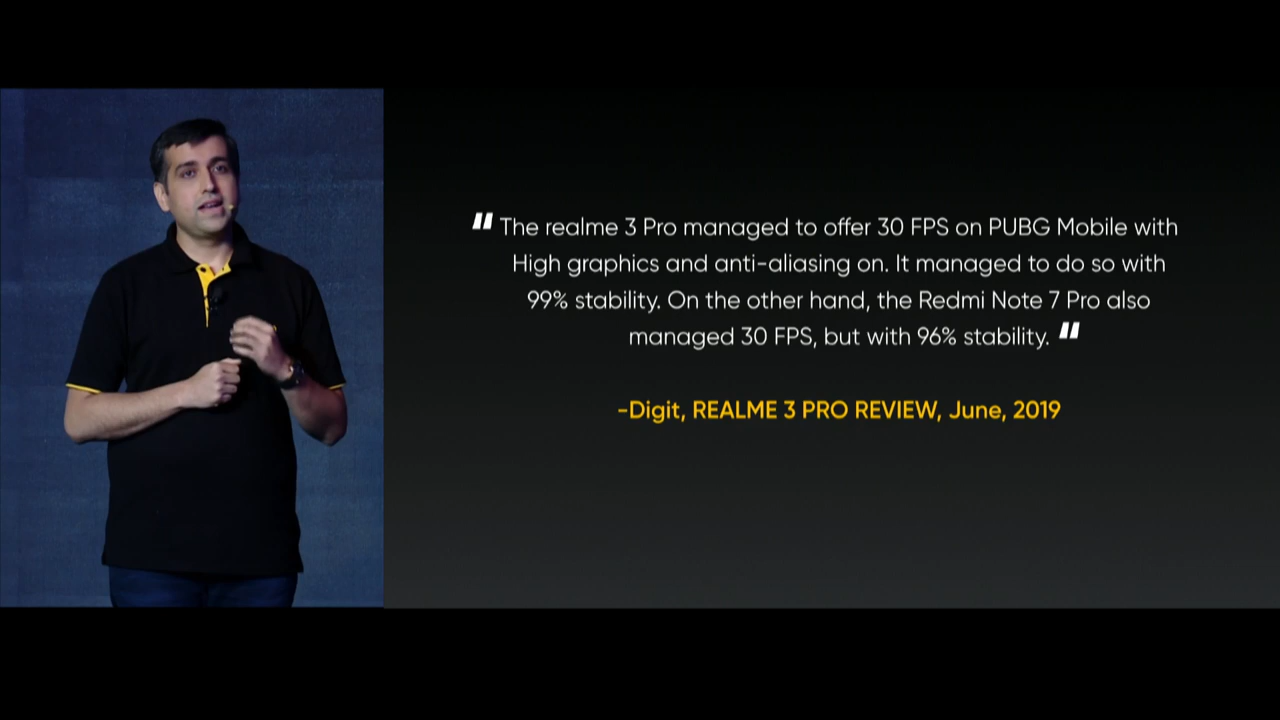 " The realme 3 Pro managed to offer 30 FPS on PUBG Mobile with
High graphics and anti-aliasing on. It managed to do so with
99% stability. On the other hand, the Redmi Note 7 Pro also
managed 30 FPS, but with 96% stability. "
-Digit, REALME 3 PRO REVIEW, June, 2019